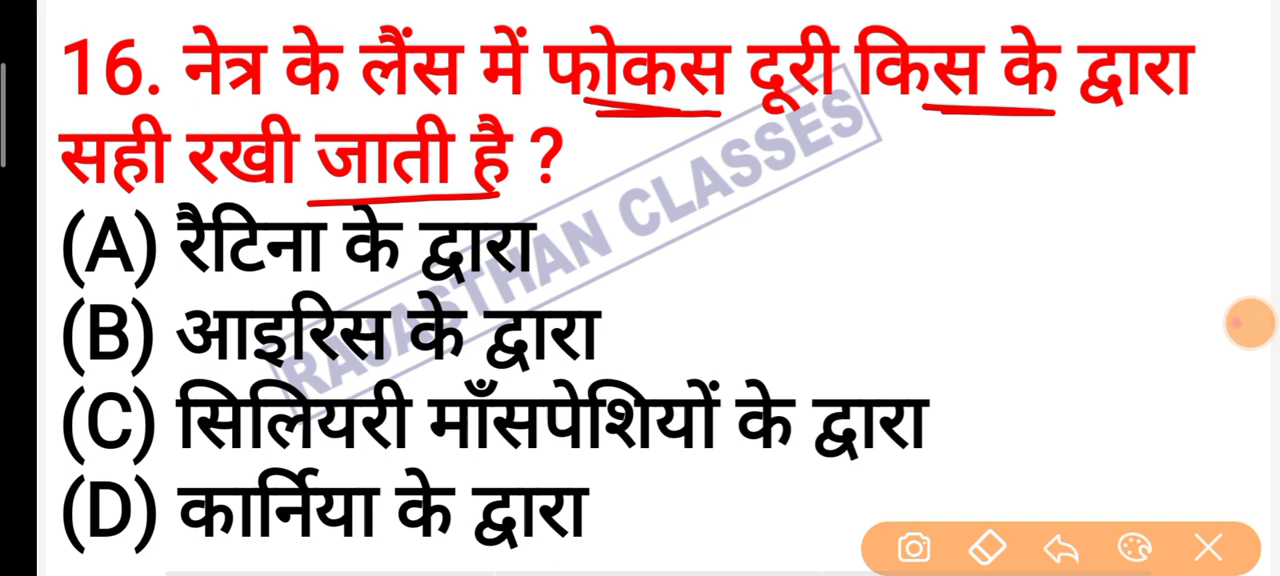 16. नेत्र के लैंस में फोकस दूरी किस के द्वारा
सही रखी जाती है ?
(A) रैटिना के द्वारा
(B) आइरिस के द्वारा
(C) सिलियरी माँसपेशियों के द्वारा
(D) कार्निया के द्वारा
RAJASTHAN CLASSES